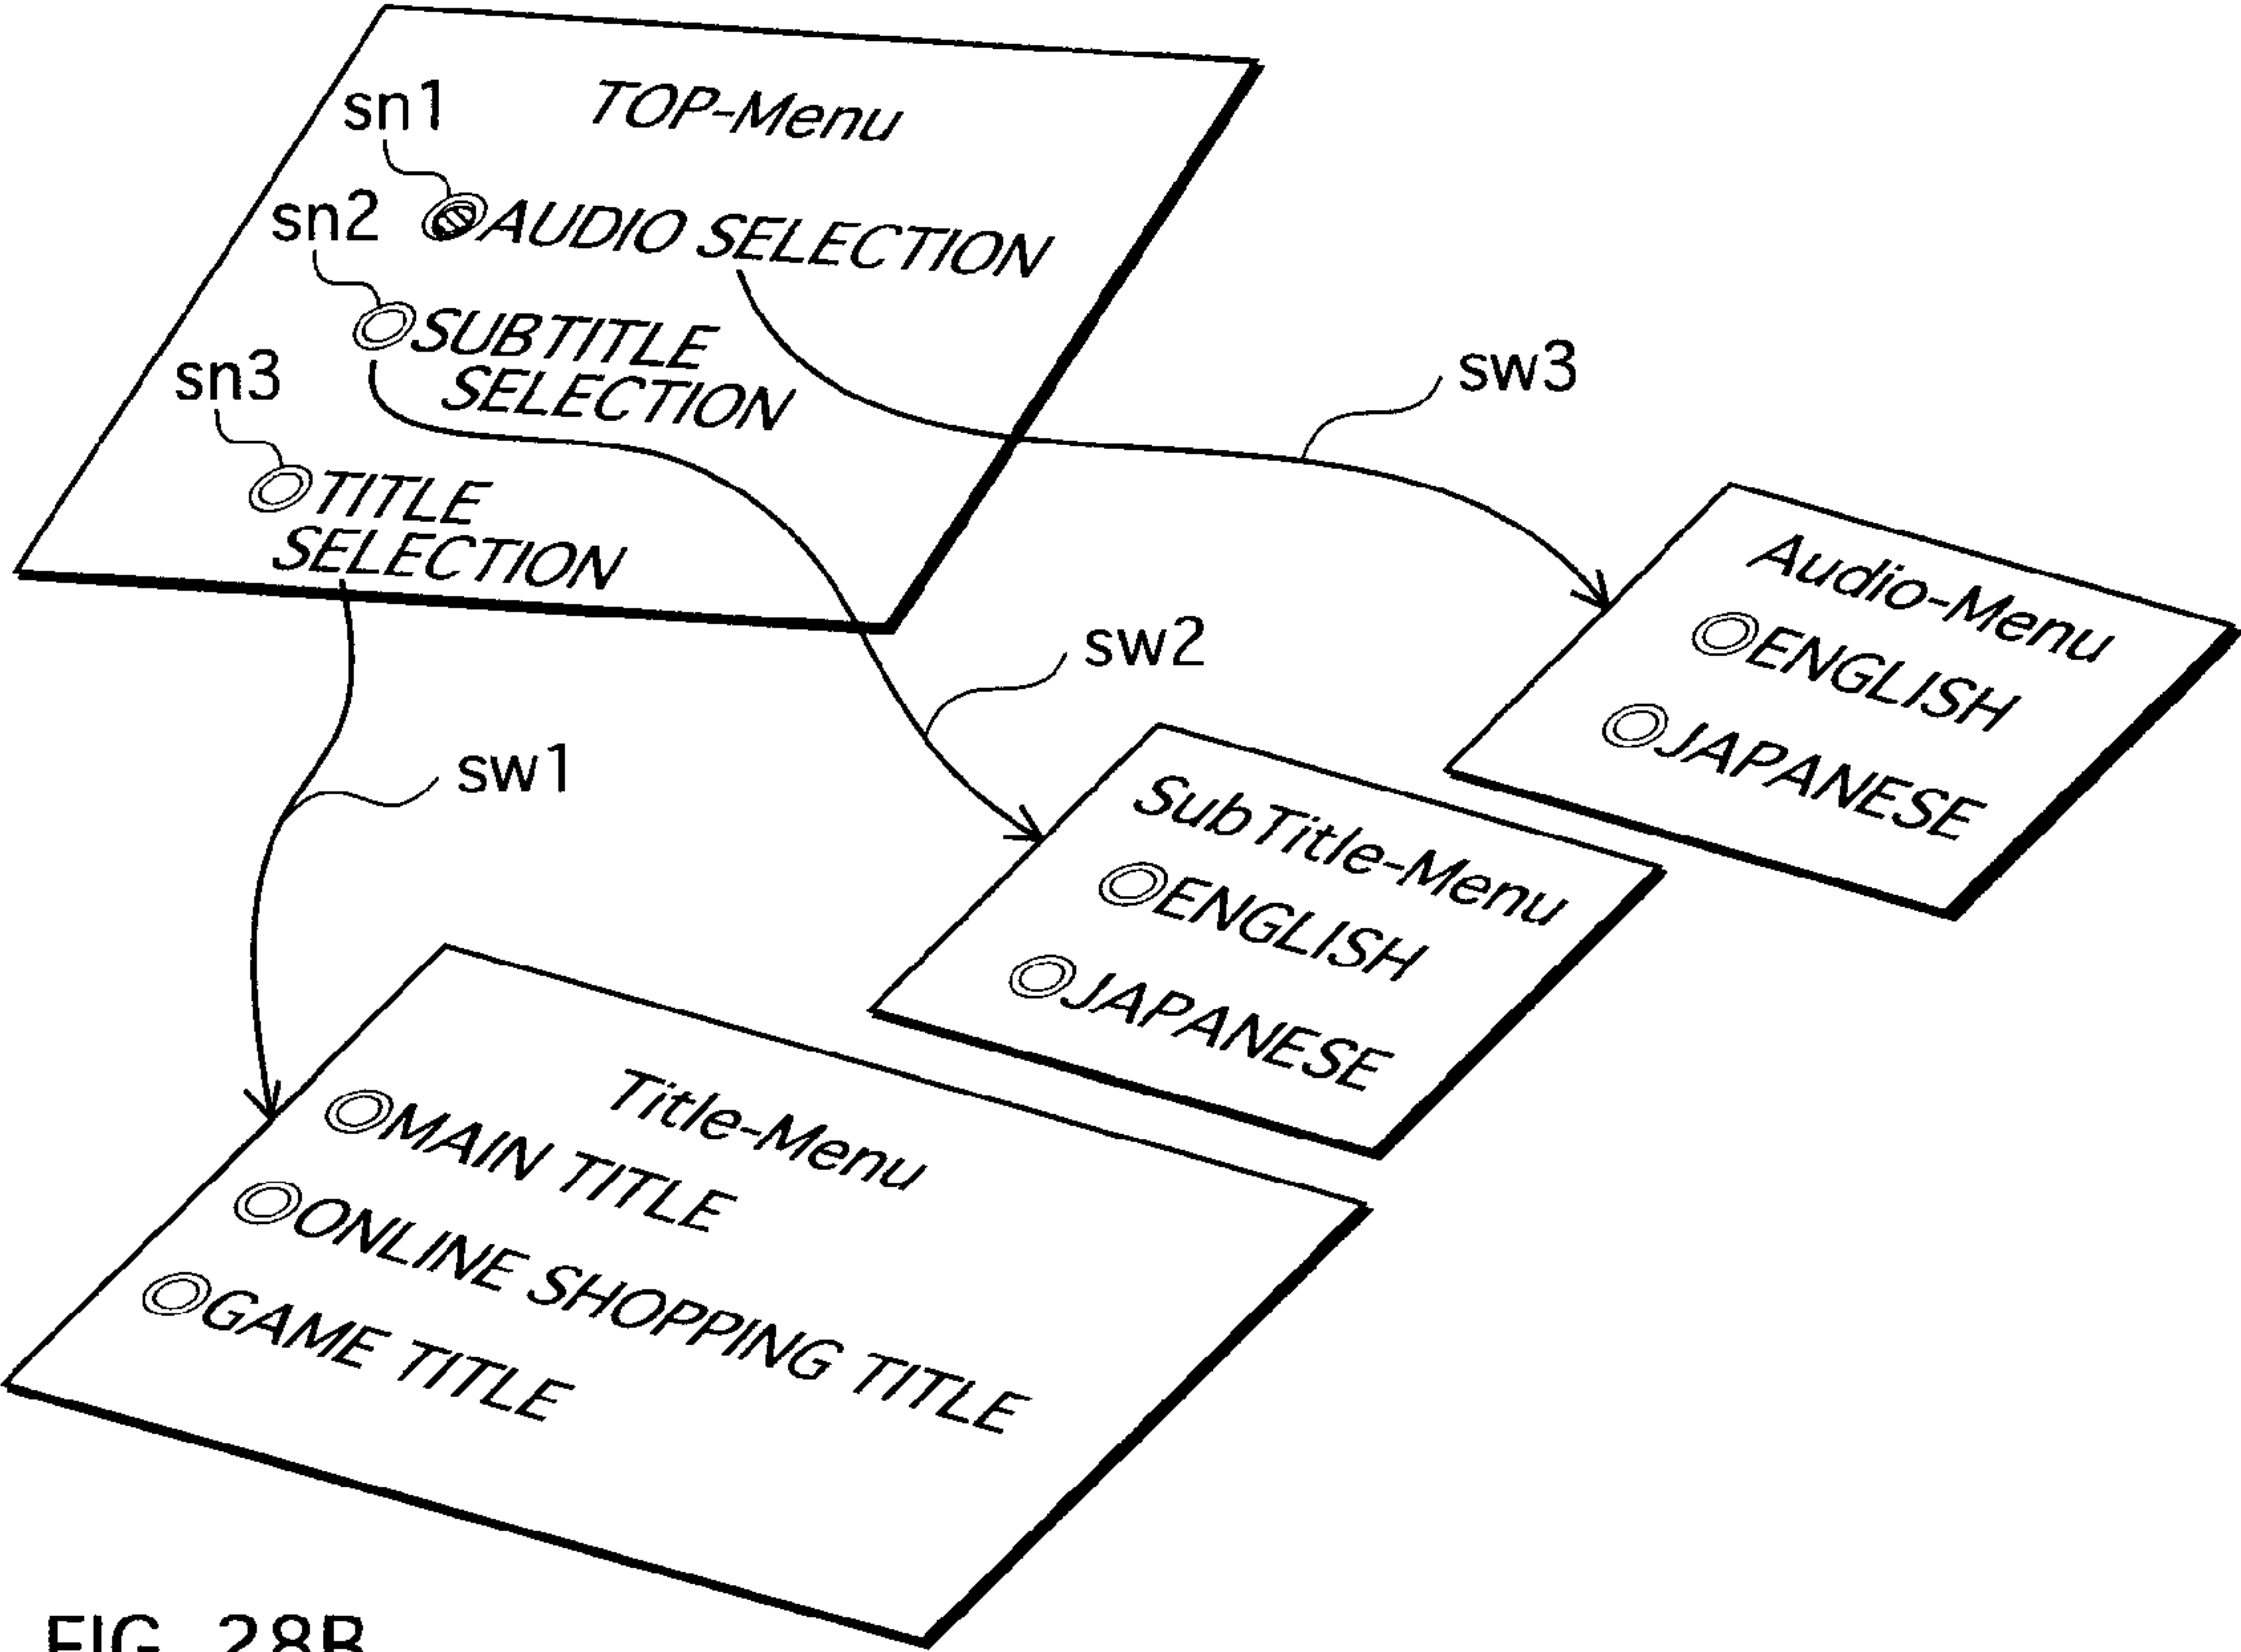 TOP-Menu
sn1
AUDIO SELECTION
sn2
SUBTITLE
SELECTION
sn3
TITLE
SELECTION
sw3
Audio-Menu
ENGLISH
JAPANESE
sw2
SubTitle-Menu
ENGLISH
JAPANESE
sw1
Title-Menu
MAIN TITLE
ONLINE SHOPPING TITLE
GAME TITLE
FIG. 28B